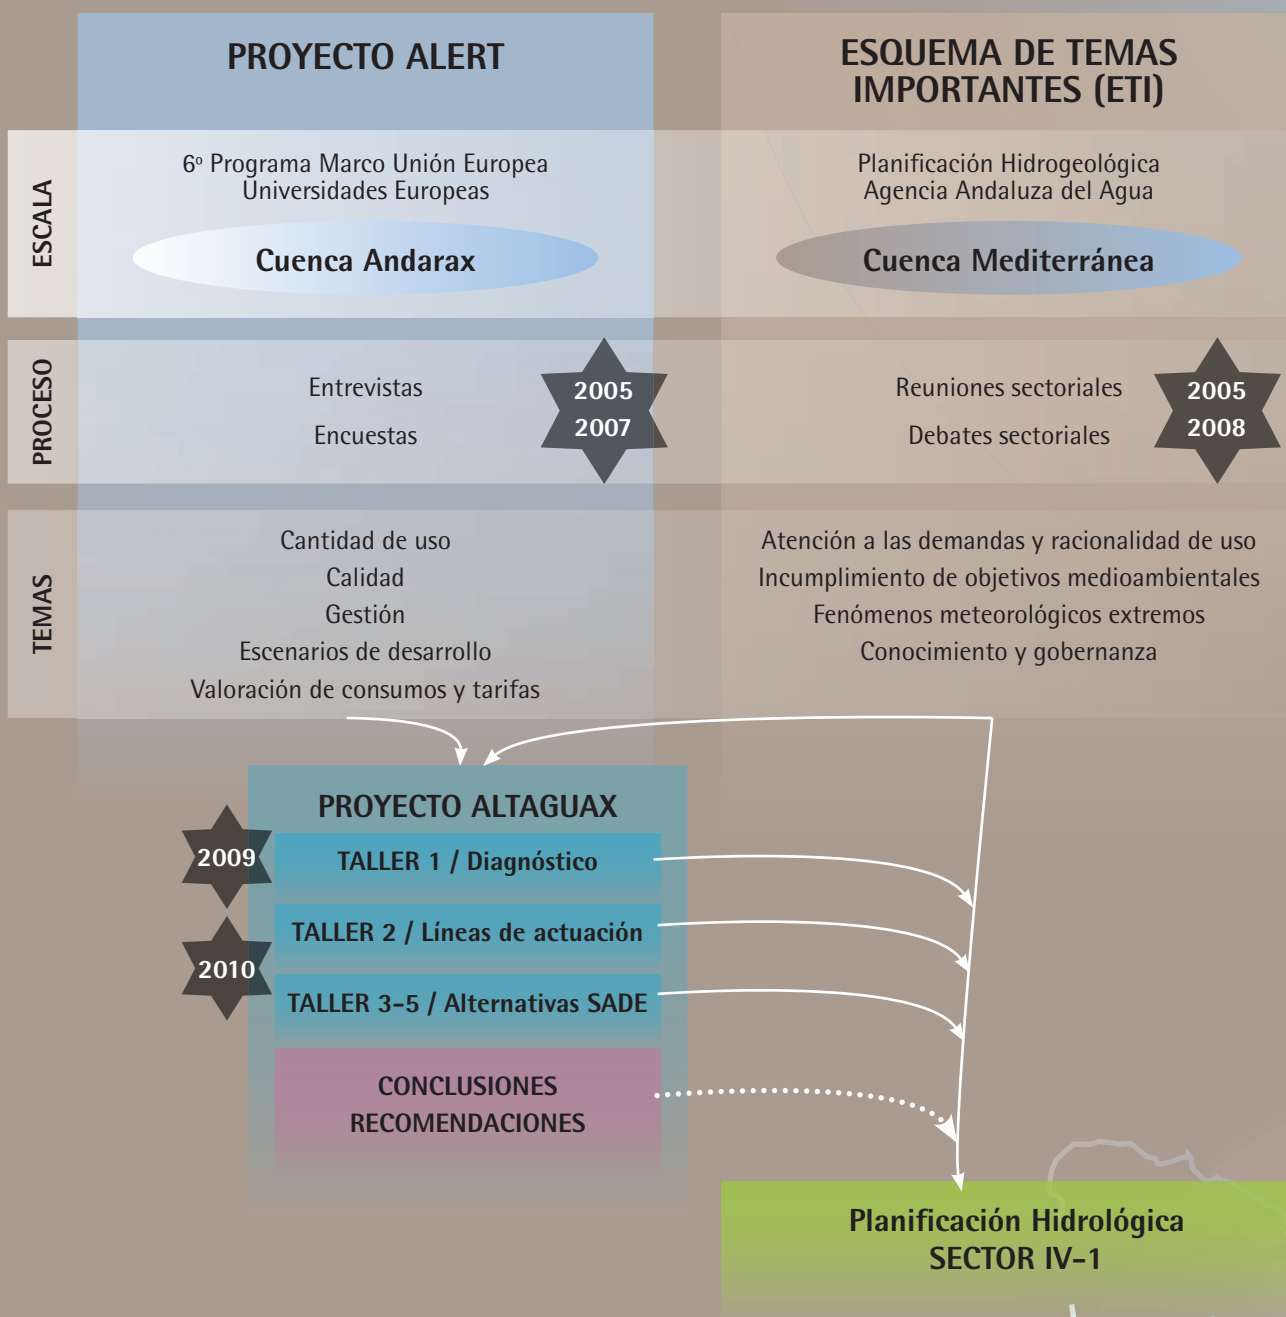 PROYECTO ALERT
ESQUEMA DE TEMAS
IMPORTANTES (ETI)
ESCALA
6º Programa Marco Unión Europea
Universidades Europeas
Cuenca Andarax
Planificación Hidrogeológica
Agencia Andaluza del Agua
Cuenca Mediterránea
PROCESO
Entrevistas
Encuestas
2005
2007
Reuniones sectoriales
Debates sectoriales
2005
2008
TEMAS
Cantidad de uso
Calidad
Gestión
Escenarios de desarrollo
Valoración de consumos y tarifas
Atención a las demandas y racionalidad de uso
Incumplimiento de objetivos medioambientales
Fenómenos meteorológicos extremos
Conocimiento y gobernanza
PROYECTO ALTAGUAX
2009
TALLER 1 / Diagnóstico
TALLER 2 / Líneas de actuación
2010
TALLER 3-5 / Alternativas SADE
CONCLUSIONES
RECOMENDACIONES
Planificación Hidrológica
SECTOR IV-1